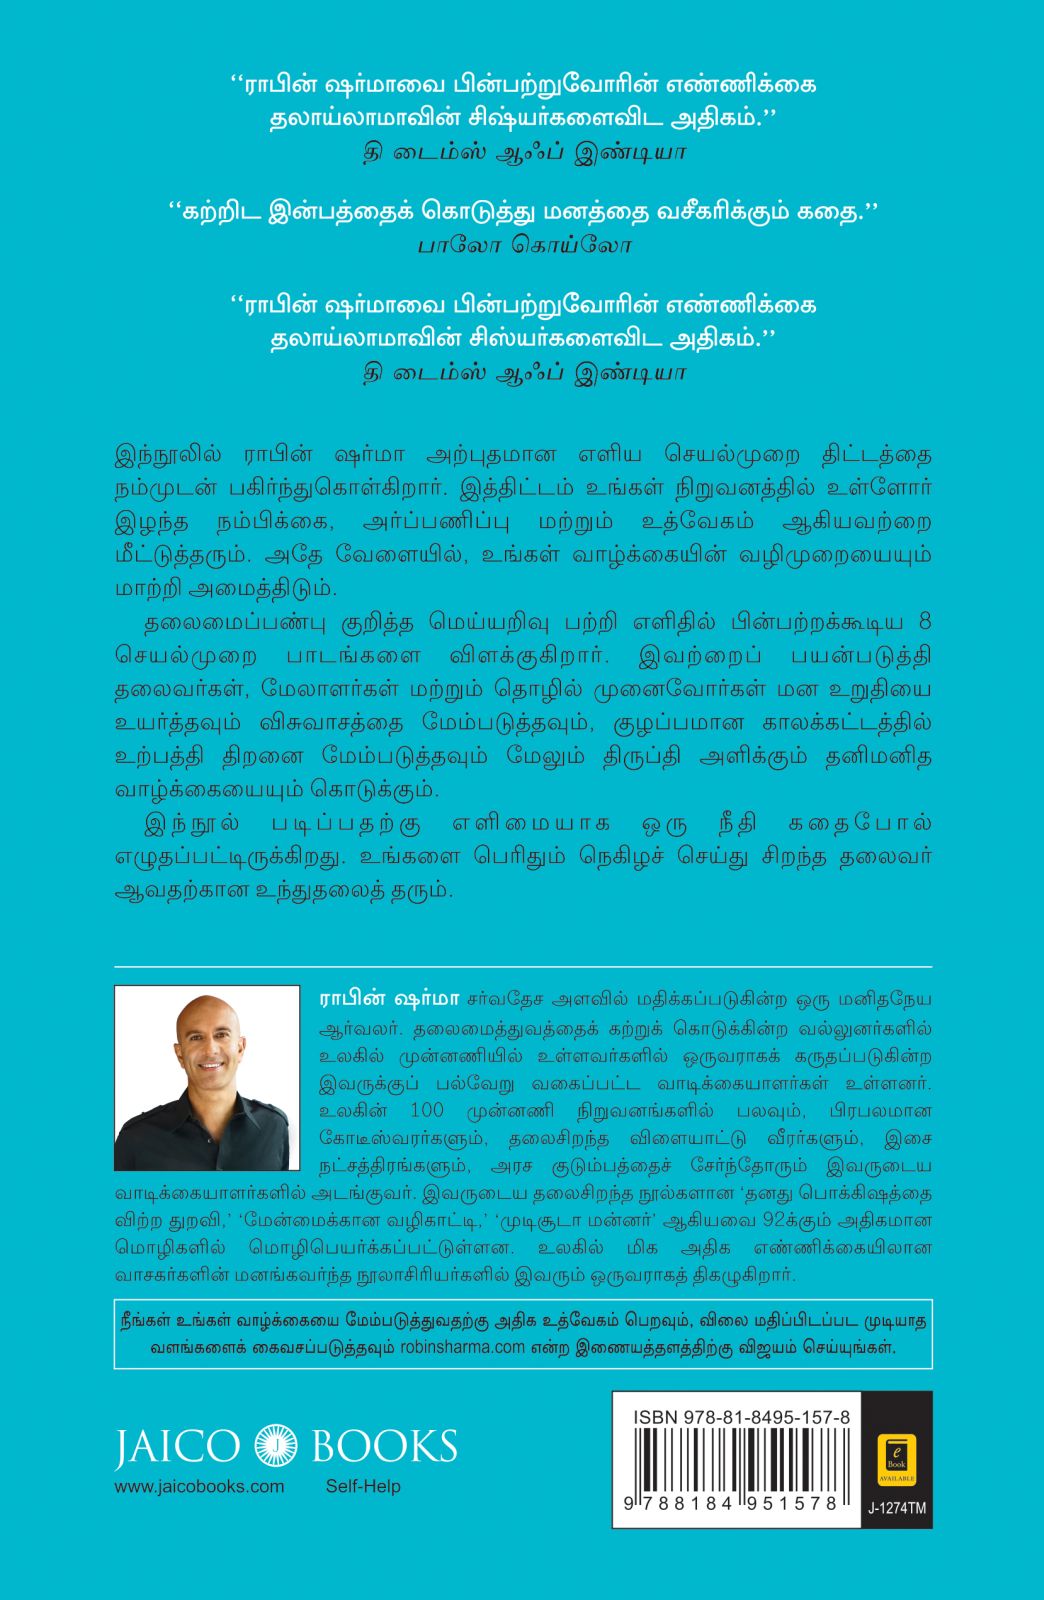 ‘‘ராபின் ஷர்மாவை பின்பற்றுவோரின் எண்ணிக்கை
தலாய்லாமாவின் சிஷ்யர்களைவிட அதிகம்.’’
தி டைம்ஸ் ஆஃப் இண்டியா
‘‘கற்றிட இன்பத்தைக் கொடுத்து மனத்தை வசீகரிக்கும் கதை.’’
பாலோ கொய்லோ
‘‘ராபின் ஷர்மாவை பின்பற்றுவோரின் எண்ணிக்கை
தலாய்லாமாவின் சிஸ்யர்களைவிட அதிகம்.’’
தி டைம்ஸ் ஆஃப் இண்டியா
இந்நூலில் ராபின் ஷர்மா அற்புதமான எளிய செயல்முறை திட்டத்தை
நம்முடன் பகிர்ந்துகொள்கிறார். இத்திட்டம் உங்கள் நிறுவனத்தில் உள்ளோர்
இழந்த நம்பிக்கை, அர்ப்பணிப்பு மற்றும் உத்வேகம் ஆகியவற்றை
மீட்டுத்தரும். அதே வேளையில், உங்கள் வாழ்க்கையின் வழிமுறையையும்
மாற்றி அமைத்திடும்.
தலைமைப்பண்பு குறித்த மெய்யறிவு பற்றி எளிதில் பின்பற்றக்கூடிய 8
செயல்முறை பாடங்களை விளக்குகிறார். இவற்றைப் பயன்படுத்தி
தலைவர்கள், மேலாளர்கள் மற்றும் தொழில் முனைவோர்கள் மன உறுதியை
உயர்த்தவும் விசுவாசத்தை மேம்படுத்தவும், குழப்பமான காலக்கட்டத்தில்
உற்பத்தி திறனை மேம்படுத்தவும் மேலும் திருப்தி அளிக்கும் தனிமனித
வாழ்க்கையையும் கொடுக்கும்.
இந்நூல் படிப்பதற்கு எளிமையாக ஒரு நீதி கதைபோல்
எழுதப்பட்டிருக்கிறது. உங்களை பெரிதும் நெகிழச் செய்து சிறந்த தலைவர்
ஆவதற்கான உந்துதலைத் தரும்.
ராபின் ஷர்மா சர்வதேச அளவில் மதிக்கப்படுகின்ற ஒரு மனிதநேய
ஆர்வலர். தலைமைத்துவத்தைக் கற்றுக் கொடுக்கின்ற வல்லுனர்களில்
உலகில் முன்னணியில் உள்ளவர்களில் ஒருவராகக் கருதப்படுகின்ற
இவருக்குப் பல்வேறு வகைப்பட்ட வாடிக்கையாளர்கள் உள்ளனர்.
உலகின் 100 முன்னணி நிறுவனங்களில் பலவும், பிரபலமான
கோடீஸ்வரர்களும், தலைசிறந்த விளையாட்டு வீரர்களும், இசை
நட்சத்திரங்களும், அரச குடும்பத்தைச் சேர்ந்தோரும் இவருடைய
வாடிக்கையாளர்களில் அடங்குவர். இவருடைய தலைசிறந்த நூல்களான ‘தனது பொக்கிஷத்தை
விற்ற துறவி,’ ‘மேன்மைக்கான வழிகாட்டி,’ ‘முடிசூடா மன்னர்’ ஆகியவை 92க்கும் அதிகமான
மொழிகளில் மொழிபெயர்க்கப்பட்டுள்ளன. உலகில் மிக அதிக எண்ணிக்கையிலான
வாசகர்களின் மனங்கவர்ந்த நூலாசிரியர்களில் இவரும் ஒருவராகத் திகழுகிறார்.
நீங்கள் உங்கள் வாழ்க்கையை மேம்படுத்துவதற்கு அதிக உத்வேகம் பெறவும், விலை மதிப்பிடப்பட முடியாத
வளங்களைக் கைவசப்படுத்தவும் robinsharma.com என்ற இணையத்தளத்திற்கு விஜயம் செய்யுங்கள்.
JAICO J BOOKS
www.jaicobooks.com Self-Help
ISBN 978-81-8495-157-8
9 788184 951578
e
Book
AVAILABLE
J-1274TM